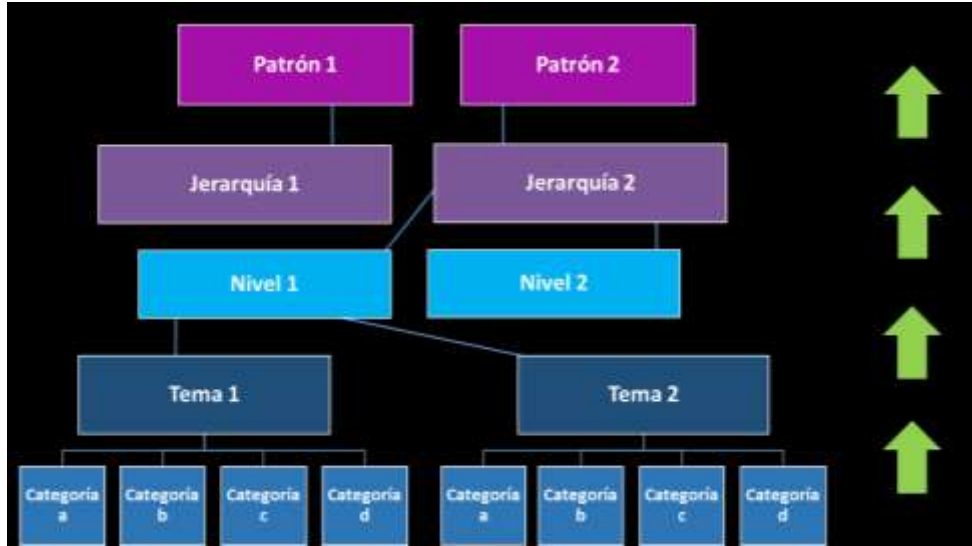 Patrón 1
Patrón 2
Jerarquía 1
Jerarquía 2
Nivel 1
Nivel 2
Tema 1
Tema 2
Categoría
a
Categoría
b
Categoría
c
Categoría
d
Categoría
a
Categoría
b
Categoría
c
Categoría
d